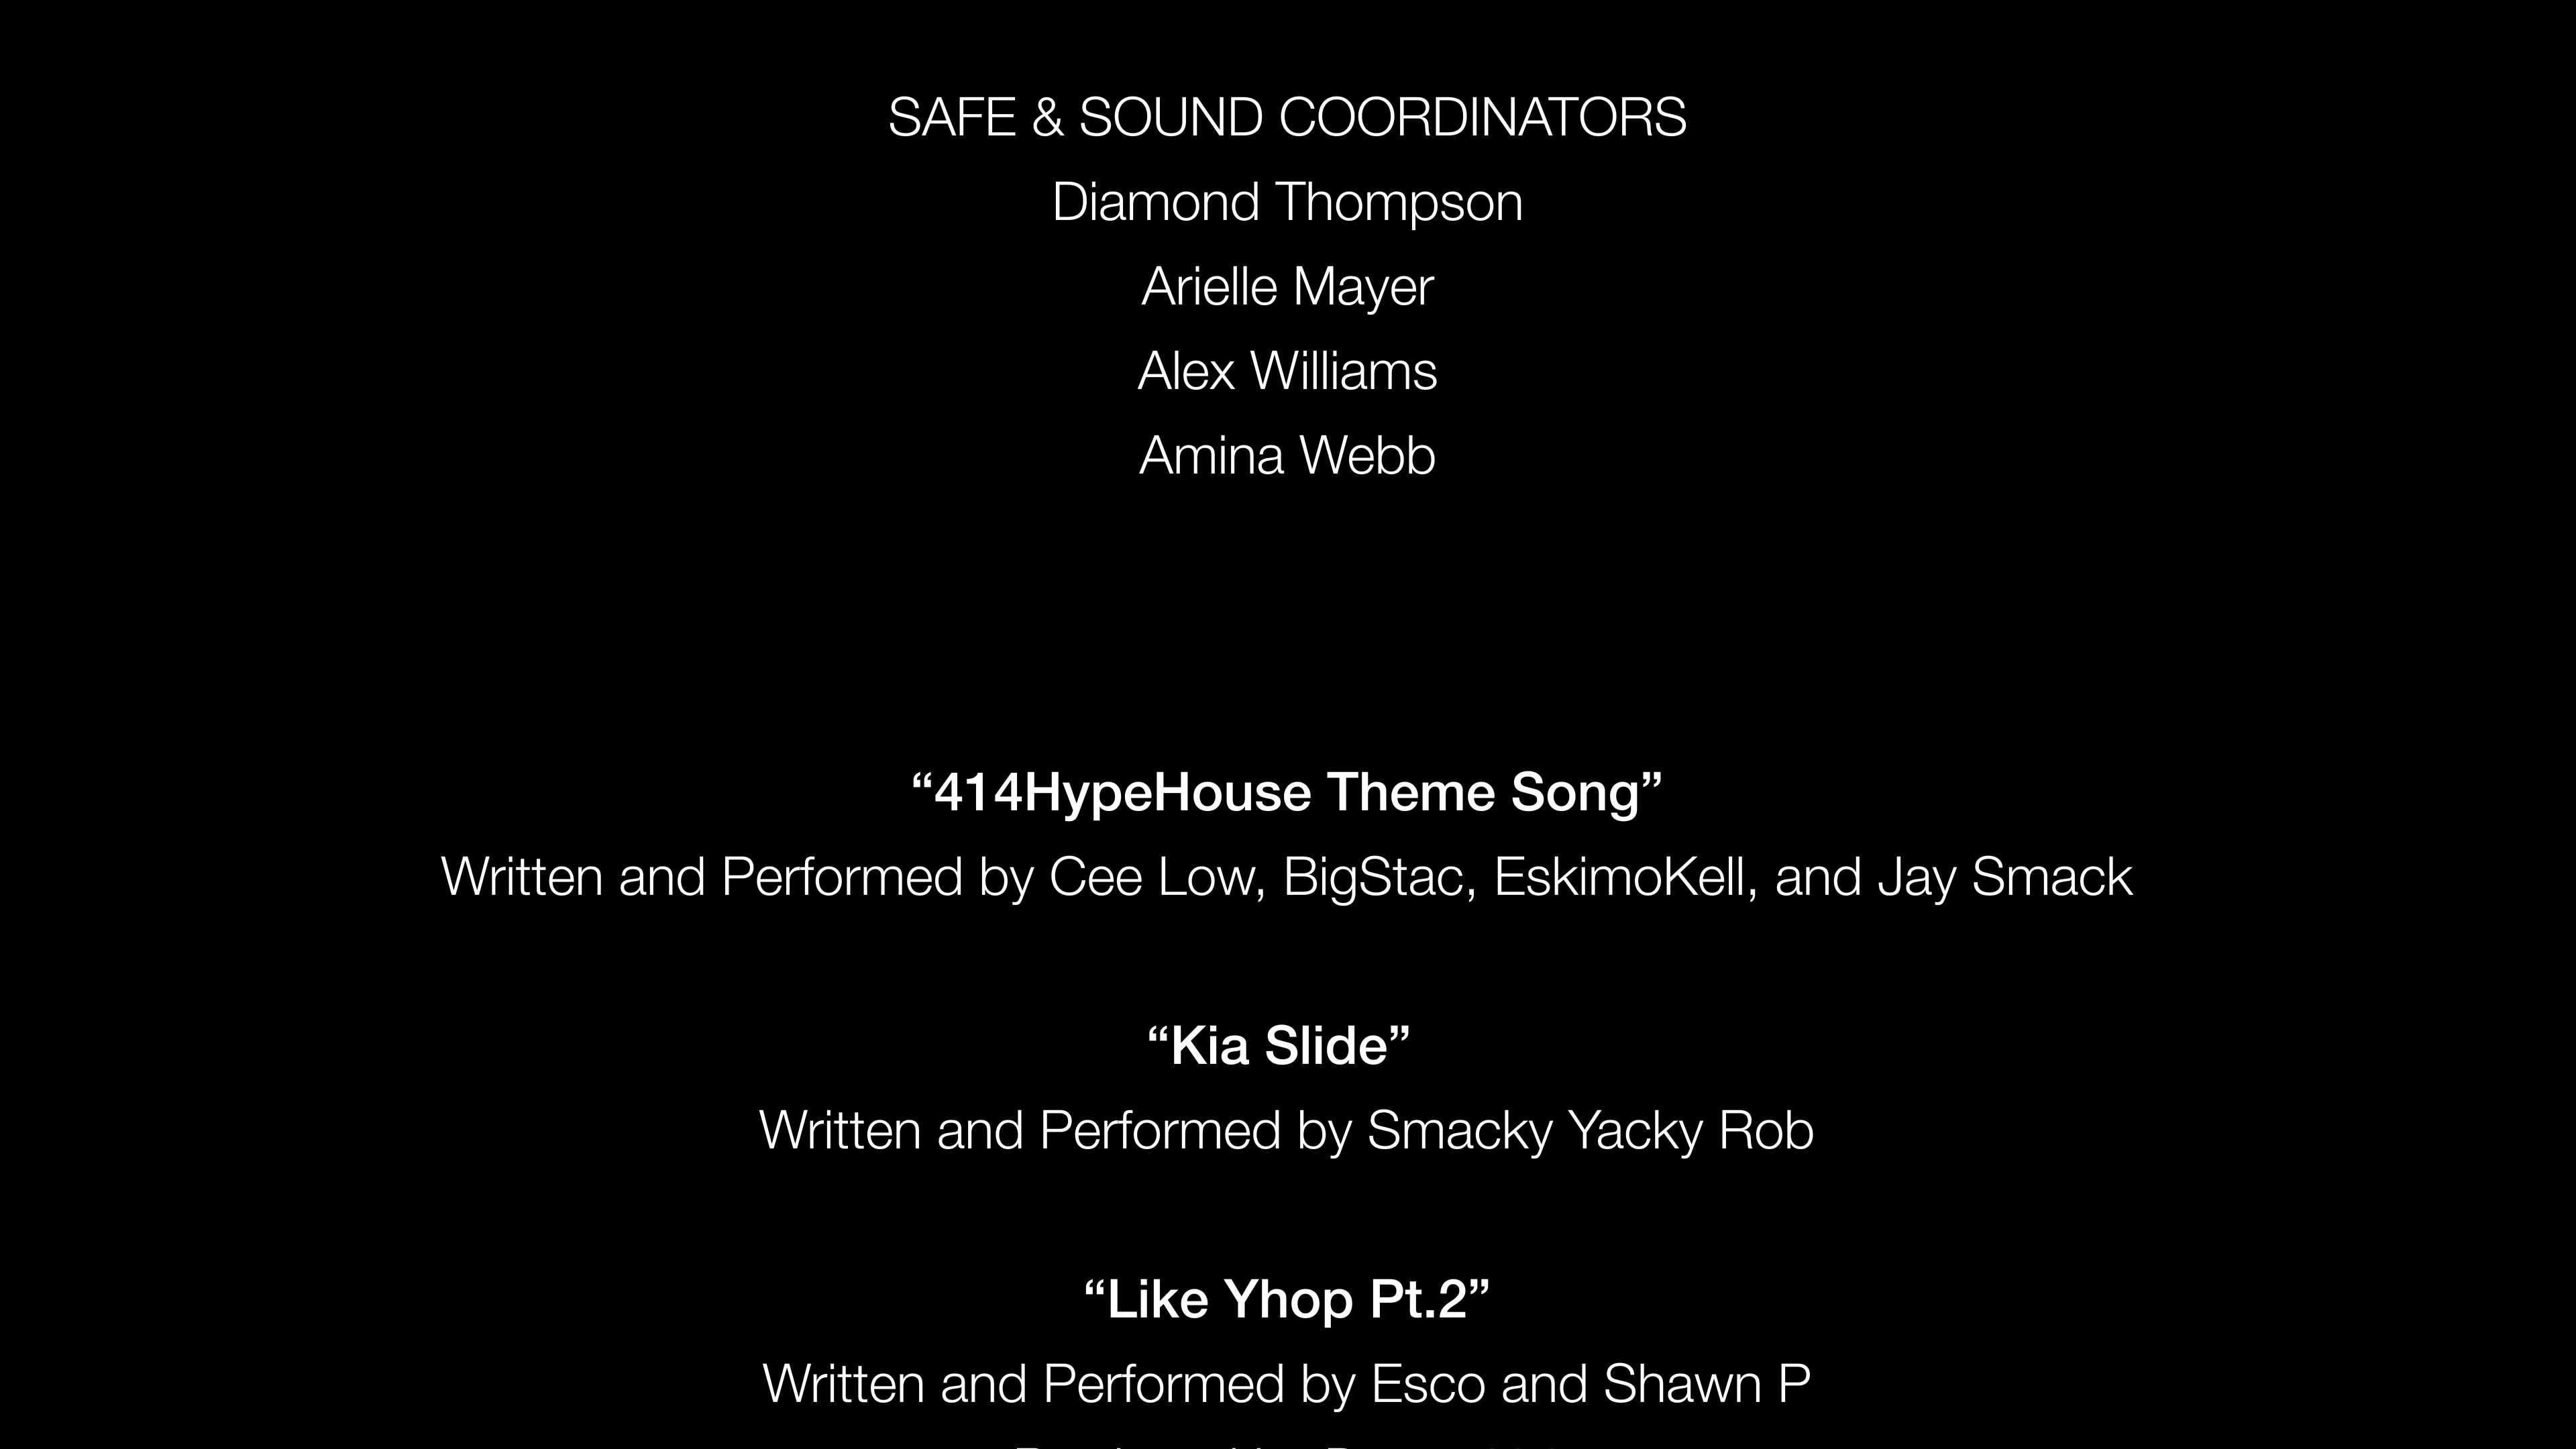 SAFE & SOUND COORDINATORS
Diamond Thompson
Arielle Mayer
Alex Williams
Amina Webb
“414HypeHouse Theme Song”
Written and Performed by Cee Low, BigStac, EskimoKell, and Jay Smack
“Kia Slide”
Written and Performed by Smacky Yacky Rob
“Like Yhop Pt.2”
Written and Performed by Esco and Shawn P